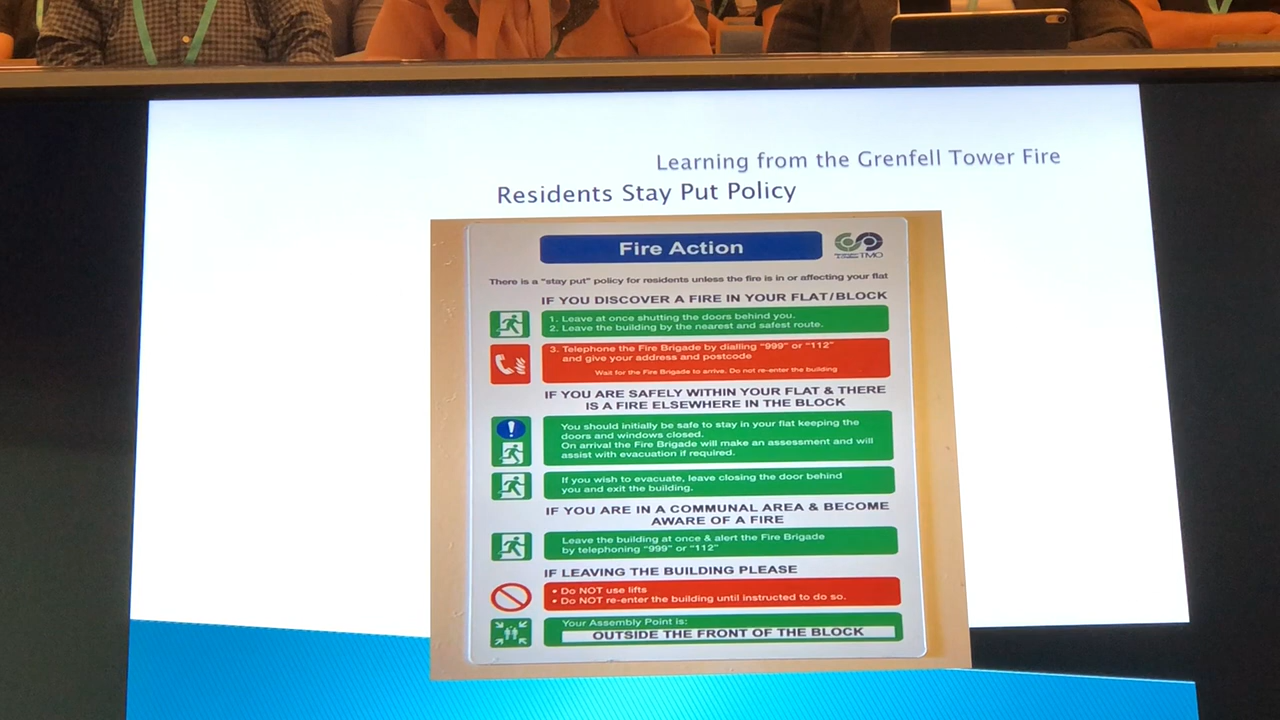 Learning from the Grenfell Tower Fire
Residents Stay Put Policy
Fire Action
TMO
There is a "stay put" policy for residents unless the fire is in or affecting your flat
IF YOU DISCOVER A FIRE IN YOUR FLAT/BLOCK
1. Leave at once shutting the doors behind you.
2. Leave the building by the nearest and safest route.
3. Telephone the Fire Brigade by dialling "999" or "112"
and give your address and postcode
Wait for the Fire Brigade to arrive. Do not re-enter the building
IF YOU ARE SAFELY WITHIN YOUR FLAT & THERE
IS A FIRE ELSEWHERE IN THE BLOCK
You should initially be safe to stay in your flat keeping the
doors and windows closed.
On arrival the Fire Brigade will make an assessment and will
assist with evacuation if required.
If you wish to evacuate, leave closing the door behind
you and exit the building.
IF YOU ARE IN A COMMUNAL AREA & BECOME
AWARE OF A FIRE
Leave the building at once & alert the Fire Brigade
by telephoning "999" or "112"
IF LEAVING THE BUILDING PLEASE
• Do NOT use lifts
• Do NOT re-enter the building until instructed to do so.
Your Assembly Point is:
OUTSIDE THE FRONT OF THE BLOCK